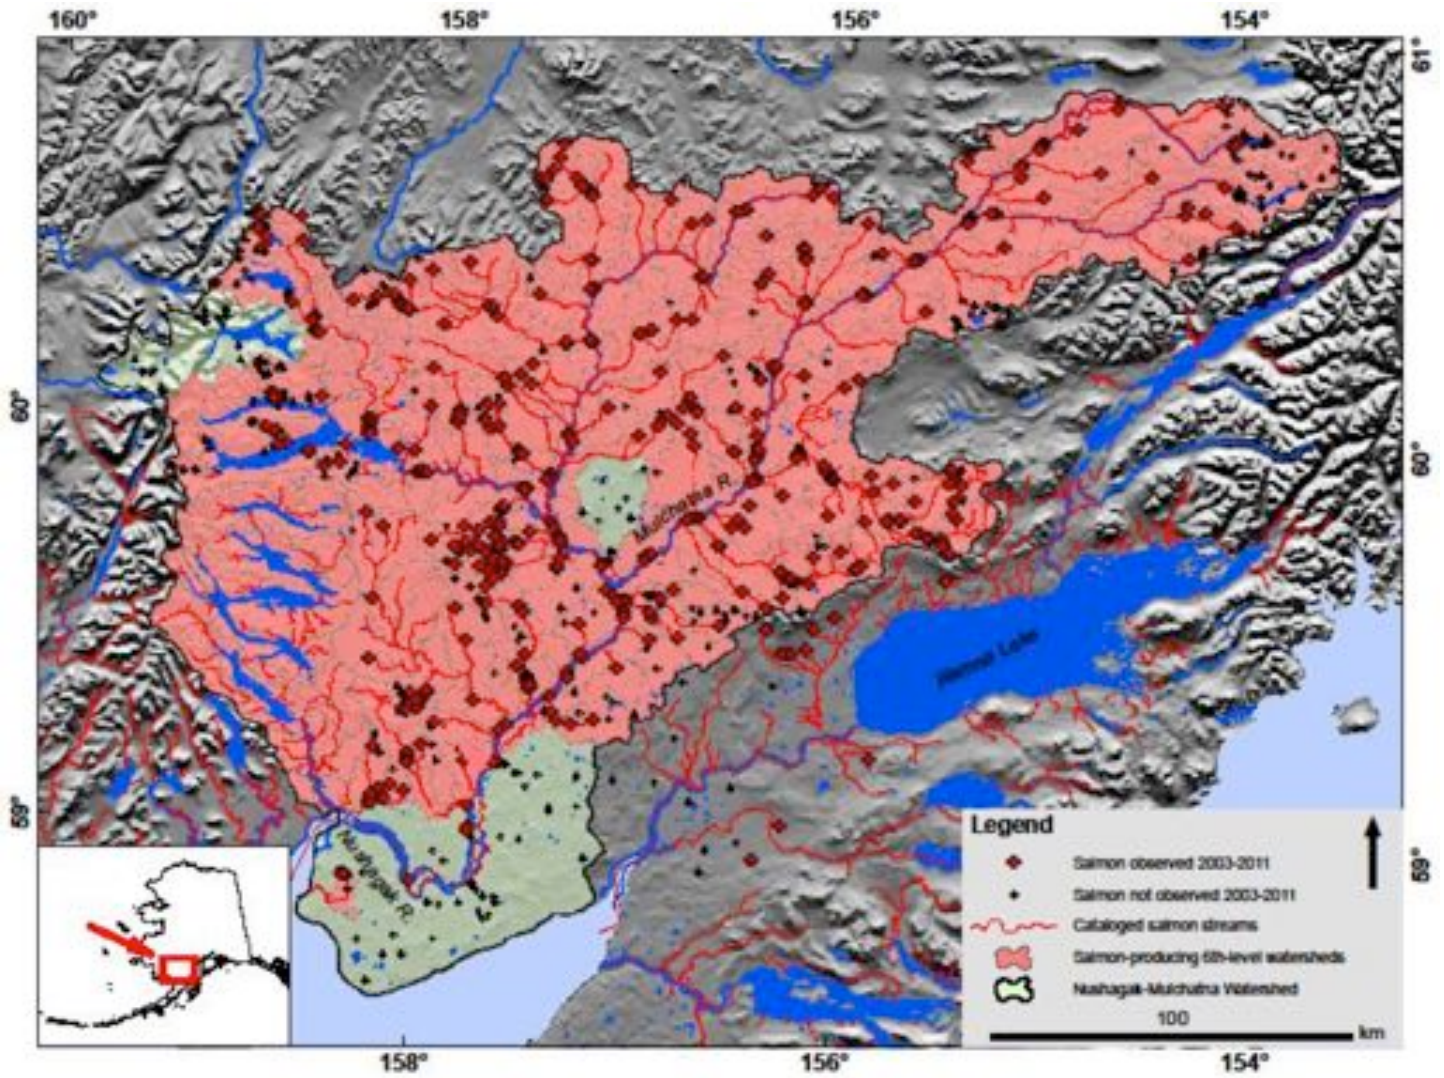 160° 158° 156° 154°
61°
60°
60°
Mulchatna R.
Iliamna Lake
59°
59°
Nushagak R.
Legend
Salmon observed 2003-2011
Salmon not observed 2003-2011
Cataloged salmon streams
Salmon-producing 6th-level watersheds
Nushagak-Mulchatna Watershed
100
km
158° 156° 154°